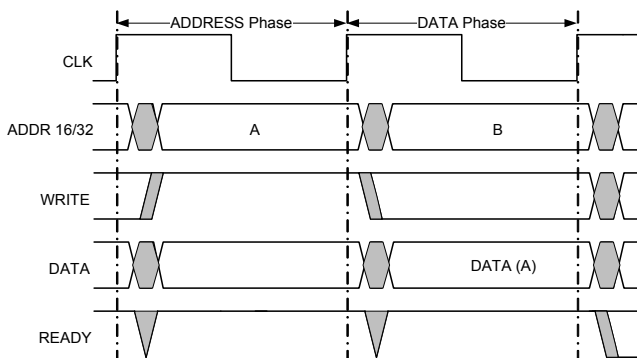 ADDRESS Phase DATA Phase
CLK
ADDR 16/32 A B
WRITE
DATA DATA (A)
READY